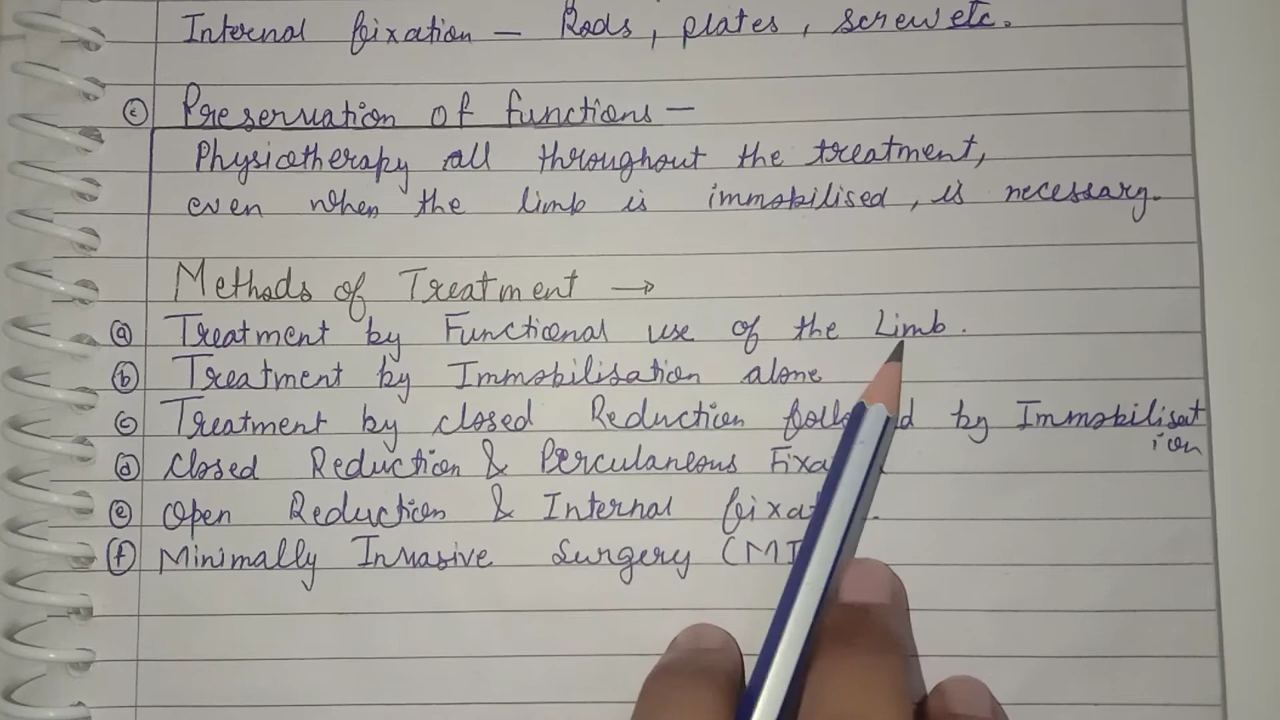 Internal fixation — Rods, plates, screw etc.
(c) Preservation of functions —
Physiotherapy all throughout the treatment,
even when the limb is immobilised, is necessary.
Methods of Treatment →
(a) Treatment by Functional use of the Limb.
(b) Treatment by Immobilisation alone
(c) Treatment by closed Reduction by Immobilisat
ion
(d) Closed Reduction & Perculaneous
(e) Open Reduction & Internal
(f) Minimally Invasive Surgery